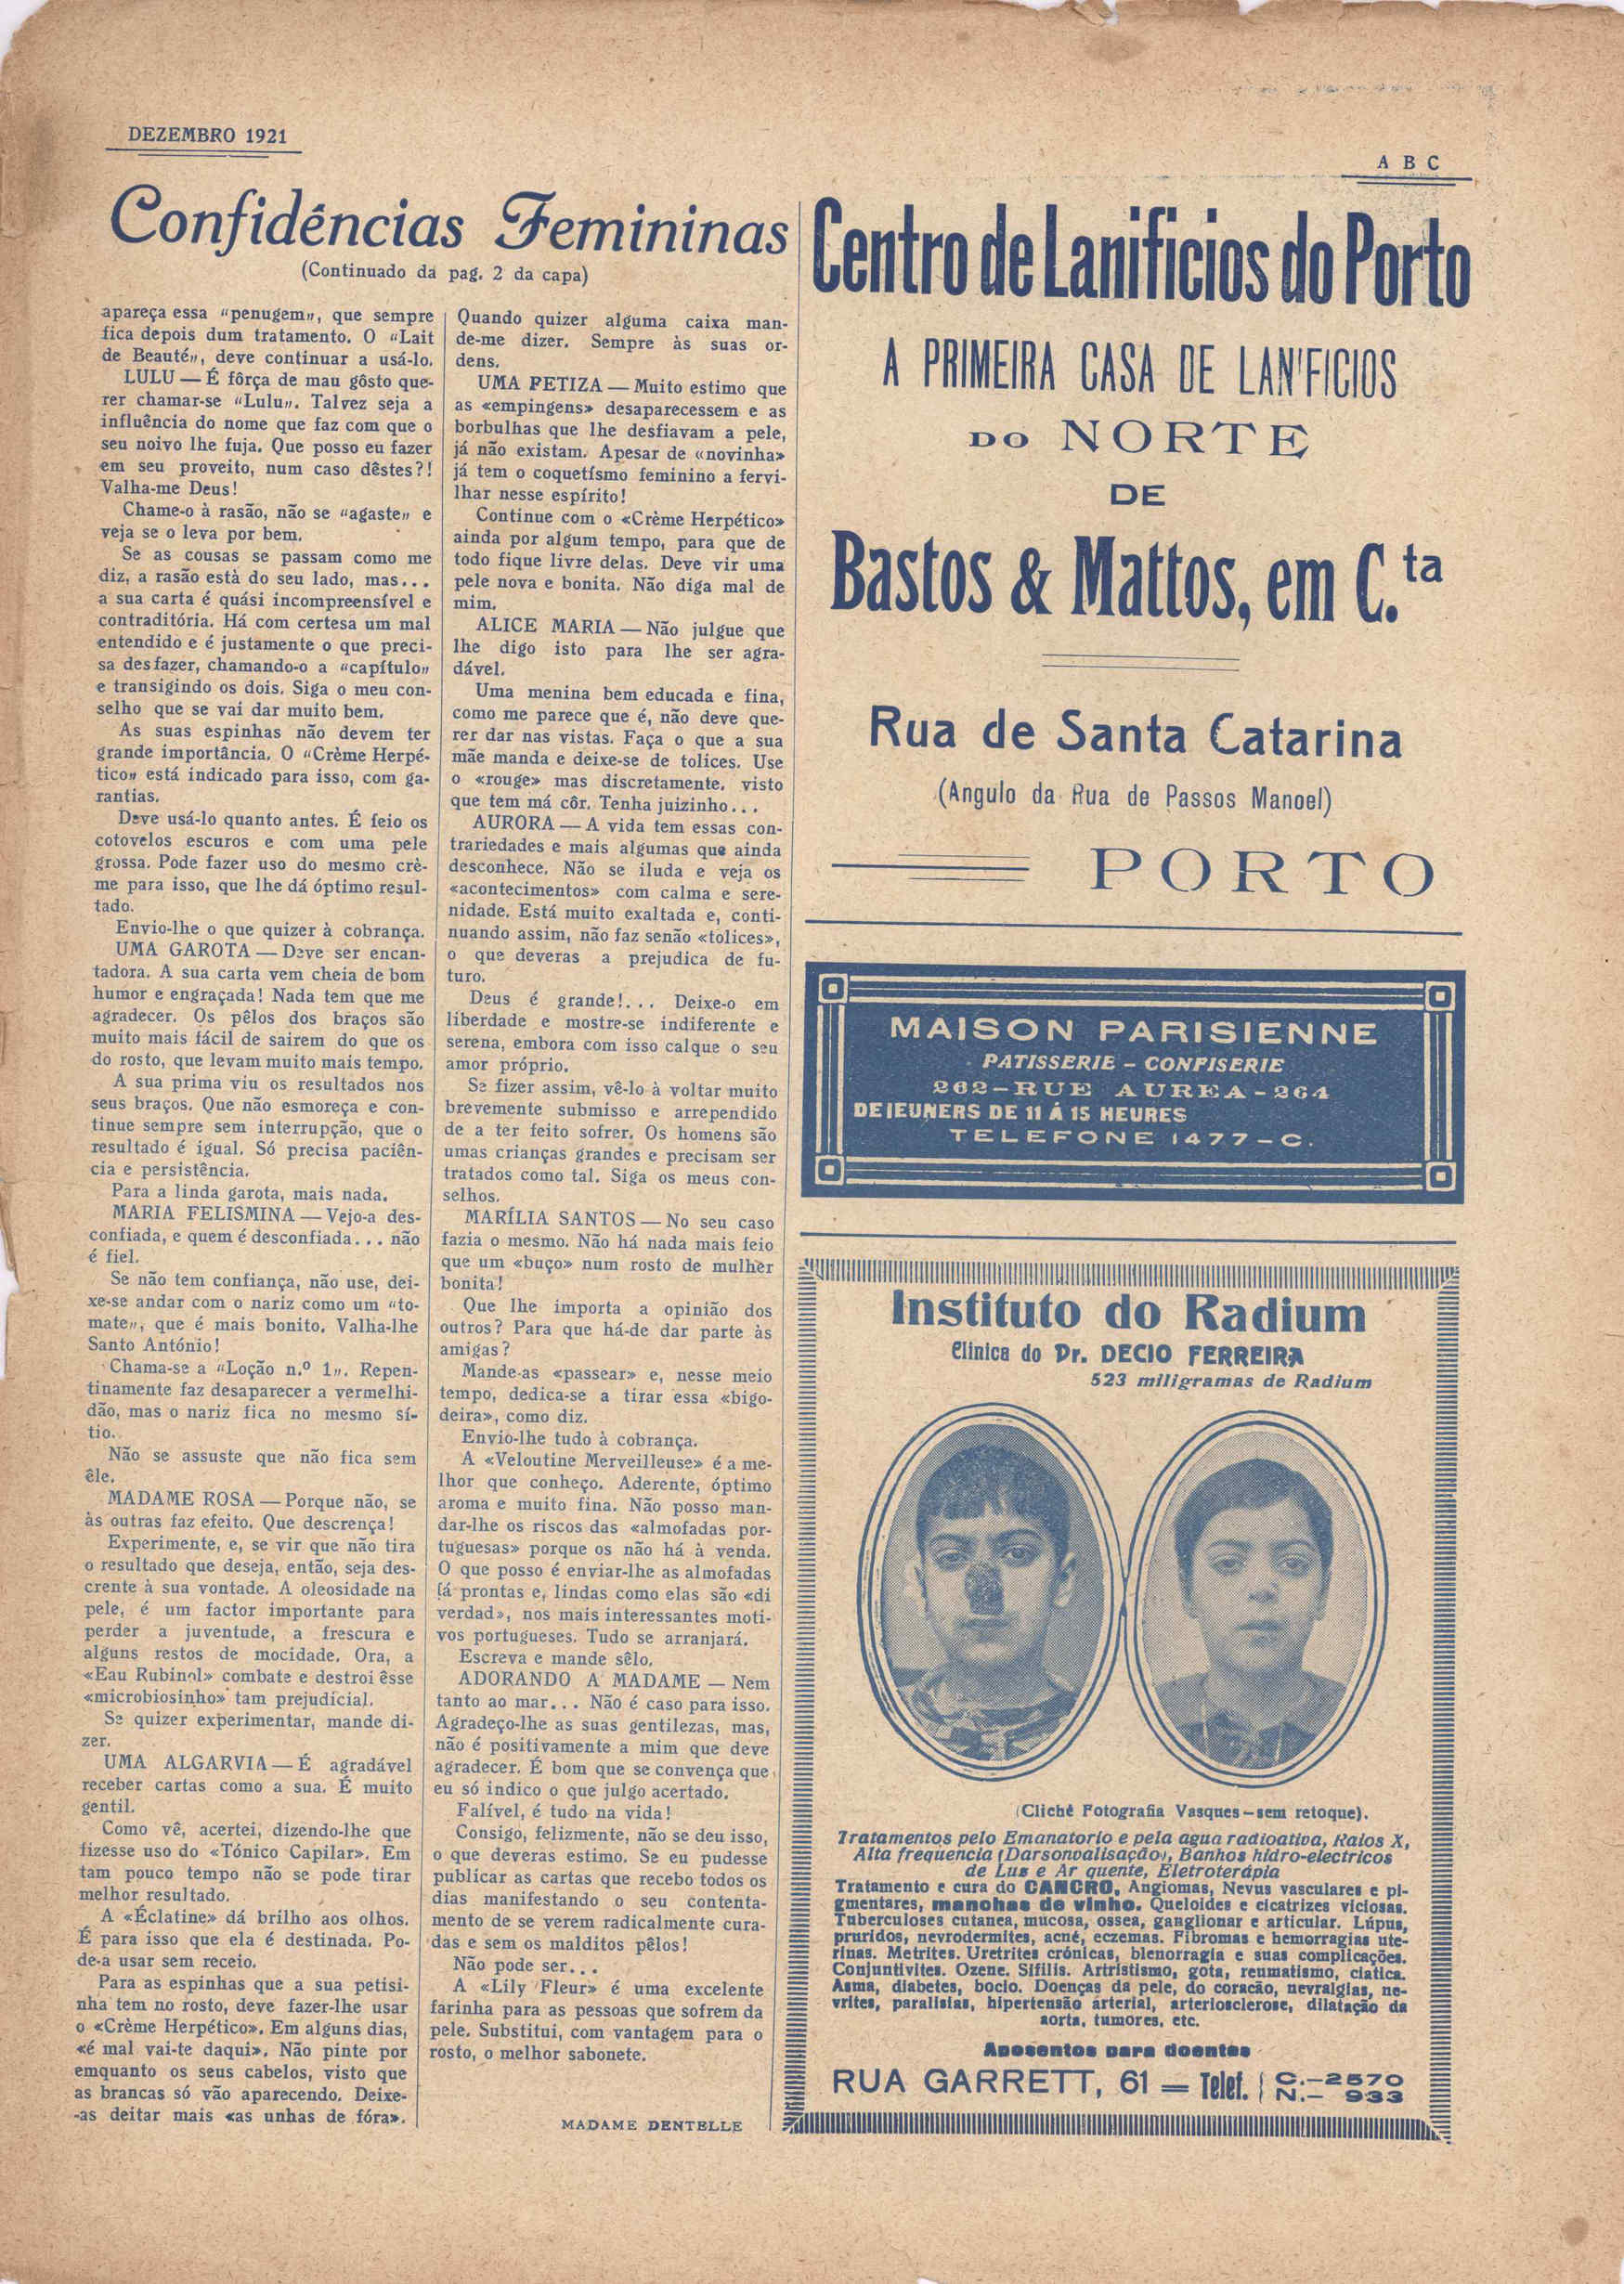 DEZEMBRO 1921
A B C
Confidências Femininas
(Continuado da pag. 2 da capa)
apareça essa "penugem", que sempre
fica depois dum tratamento. O "Lait
de Beauté", deve continuar a usá-lo.
LULU — É fôrça de mau gôsto que-
rer chamar-se "Lulu". Talvez seja a
influência do nome que faz com que o
seu noivo lhe fuja. Que posso eu fazer
em seu proveito, num caso dêstes?!
Valha-me Deus!
Chame-o à rasão, não se "agaste" e
veja se o leva por bem.
Se as cousas se passam como me
diz, a rasão està do seu lado, mas...
a sua carta é quási incompreensível e
contraditória. Há com certesa um mal
entendido e é justamente o que preci-
sa desfazer, chamando-o a "capítulo"
e transigindo os dois. Siga o meu con-
selho que se vai dar muito bem.
As suas espinhas não devem ter
grande importância. O "Crème Herpé-
tico" está indicado para isso, com ga-
rantias.
Deve usá-lo quanto antes. É feio os
cotovelos escuros e com uma pele
grossa. Pode fazer uso do mesmo crè-
me para isso, que lhe dá óptimo resul-
tado.
Envio-lhe o que quizer à cobrança.
UMA GAROTA — Deve ser encan-
tadora. A sua carta vem cheia de bom
humor e engraçada! Nada tem que me
agradecer. Os pêlos dos braços são
muito mais fácil de sairem do que os
do rosto, que levam muito mais tempo.
A sua prima viu os resultados nos
seus braços. Que não esmoreça e con-
tinue sempre sem interrupção, que o
resultado é igual. Só precisa paciên-
cia e persistência.
Para a linda garota, mais nada.
MARIA FELISMINA — Vejo-a des-
confiada, e quem é desconfiada... não
é fiel.
Se não tem confiança, não use, dei-
xe-se andar com o nariz como um "to-
mate", que é mais bonito. Valha-lhe
Santo António!
Chama-se a "Loção n.º 1". Repen-
tinamente faz desaparecer a vermelhi-
dão, mas o nariz fica no mesmo sí-
tio.
Não se assuste que não fica sem
êle.
MADAME ROSA — Porque não, se
às outras faz efeito. Que descrença!
Experimente, e, se vir que não tira
o resultado que deseja, então, seja des-
crente à sua vontade. A oleosidade na
pele, é um factor importante para
perder a juventude, a frescura e
alguns restos de mocidade. Ora, a
«Eau Rubinol» combate e destroi êsse
«microbiosinho» tam prejudicial.
Se quizer experimentar, mande di-
zer.
UMA ALGARVIA — É agradável
receber cartas como a sua. É muito
gentil.
Como vê, acertei, dizendo-lhe que
fizesse uso do «Tónico Capilar». Em
tam pouco tempo não se pode tirar
melhor resultado.
A «Éclatine» dá brilho aos olhos.
É para isso que ela é destinada. Po-
de-a usar sem receio.
Para as espinhas que a sua petisi-
nha tem no rosto, deve fazer-lhe usar
o «Crème Herpético». Em alguns dias,
«é mal vai-te daqui». Não pinte por
emquanto os seus cabelos, visto que
as brancas só vão aparecendo. Deixe-
-as deitar mais «as unhas de fóra».
Quando quizer alguma caixa man-
de-me dizer. Sempre às suas or-
dens.
UMA PETIZA — Muito estimo que
as «empingens» desaparecessem e as
borbulhas que lhe desfiavam a pele,
já não existam. Apesar de «novinha»
já tem o coquetísmo feminino a fervi-
lhar nesse espírito!
Continue com o «Crème Herpético»
ainda por algum tempo, para que de
todo fique livre delas. Deve vir uma
pele nova e bonita. Não diga mal de
mim.
ALICE MARIA — Não julgue que
lhe digo isto para lhe ser agra-
dável.
Uma menina bem educada e fina,
como me parece que é, não deve que-
rer dar nas vistas. Faça o que a sua
mãe manda e deixe-se de tolices. Use
o «rouge» mas discretamente, visto
que tem má côr. Tenha juizinho...
AURORA — A vida tem essas con-
trariedades e mais algumas que ainda
desconhece. Não se iluda e veja os
«acontecimentos» com calma e sere-
nidade. Está muito exaltada e, conti-
nuando assim, não faz senão «tolices»,
o que deveras a prejudica de fu-
turo.
Deus é grande!... Deixe-o em
liberdade e mostre-se indiferente e
serena, embora com isso calque o seu
amor próprio.
Se fizer assim, vê-lo à voltar muito
brevemente submisso e arrependido
de a ter feito sofrer. Os homens são
umas crianças grandes e precisam ser
tratados como tal. Siga os meus con-
selhos.
MARÍLIA SANTOS — No seu caso
fazia o mesmo. Não há nada mais feio
que um «buço» num rosto de mulher
bonita!
Que lhe importa a opinião dos
outros? Para que há-de dar parte às
amigas?
Mande-as «passear» e, nesse meio
tempo, dedica-se a tirar essa «bigo-
deira», como diz.
Envio-lhe tudo à cobrança.
A «Veloutine Merveilleuse» é a me-
lhor que conheço. Aderente, óptimo
aroma e muito fina. Não posso man-
dar-lhe os riscos das «almofadas por-
tuguesas» porque os não há à venda.
O que posso é enviar-lhe as almofadas
já prontas e, lindas como elas são «di
verdad», nos mais interessantes moti-
vos portugueses. Tudo se arranjará.
Escreva e mande sêlo.
ADORANDO A MADAME — Nem
tanto ao mar... Não é caso para isso.
Agradeço-lhe as suas gentilezas, mas,
não é positivamente a mim que deve
agradecer. É bom que se convença que
eu só indico o que julgo acertado.
Falível, é tudo na vida!
Consigo, felizmente, não se deu isso,
o que deveras estimo. Se eu pudesse
publicar as cartas que recebo todos os
dias manifestando o seu contenta-
mento de se verem radicalmente cura-
das e sem os malditos pêlos!
Não pode ser...
A «Lily Fleur» é uma excelente
farinha para as pessoas que sofrem da
pele. Substitui, com vantagem para o
rosto, o melhor sabonete.
MADAME DENTELLE
Centro de Lanificios do Porto
A PRIMEIRA CASA DE LAN'FICIOS
DO NORTE
DE
Bastos & Mattos, em C.ta
Rua de Santa Catarina
(Angulo da Rua de Passos Manoel)
PORTO
MAISON PARISIENNE
PATISSERIE – CONFISERIE
262 – RUE AUREA – 264
DEJEUNERS DE 11 Á 15 HEURES
TELEFONE 1477 – C.
Instituto do Radium
Clinica do Dr. DECIO FERREIRA
523 miligramas de Radium
(Cliché Fotografia Vasques — sem retoque).
Tratamentos pelo Emanatorio e pela agua radioativa, Raios X,
Alta frequencia (Darsonvalisação), Banhos hidro-electricos
de Lus e Ar quente, Eletroterápia
Tratamento e cura do CANCRO, Angiomas, Nevus vasculares e pi-
gmentares, manchas de vinho. Queloides e cicatrizes viciosas.
Tuberculoses cutanea, mucosa, ossea, ganglionar e articular. Lúpus,
pruridos, nevrodermites, acné, eczemas. Fibromas e hemorragias ute-
rinas. Metrites. Uretrites crónicas, blenorragia e suas complicações.
Conjuntivites. Ozene. Sifilis. Artristismo, gota, reumatismo, ciatica.
Asma, diabetes, bocio. Doenças da pele, do coração, nevralgias, ne-
vrites, paralisias, hipertensão arterial, arteriosclerose, dilatação da
aorta, tumores, etc.
Aposentos para doentes
RUA GARRETT, 61 — Telef. { C. — 2570
N. — 933